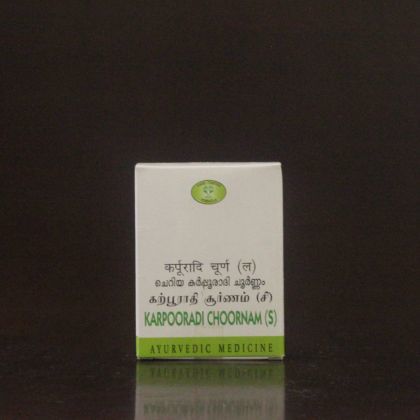 कर्पूरादि चूर्ण (ल)
ചെറിയ കർപ്പൂരാദി ചൂർണ്ണം
கற்பூராதி சூர்ணம் (சி)
KARPOORADI CHOORNAM (S)
AYURVEDIC MEDICINE